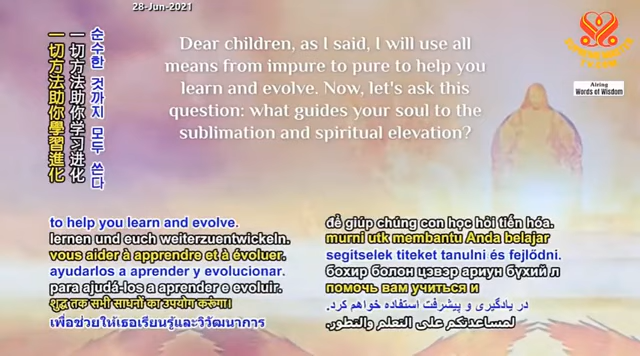 28-Jun-2021
Dear children, as I said, I will use all
means from impure to pure to help you
learn and evolve. Now, let's ask this
question: what guides your soul to the
sublimation and spiritual elevation?
Airing
Words of Wisdom
순수한 것까지 모두 쓴다
一切方法助你学习进化
一切方法助你學習進化
to help you learn and evolve.
lernen und euch weiterzuentwickeln.
vous aider à apprendre et à évoluer.
ayudarlos a aprender y evolucionar.
para ajudá-los a aprender e evoluir.
शुद्ध तक सभी साधनों का उपयोग करूंगा।
เพื่อช่วยให้เธอเรียนรู้และวิวัฒนาการ
để giúp chúng con học hỏi tiến hóa.
murni utk membantu Anda belajar
segítselek titeket tanulni és fejlődni.
бохир болон цэвэр ариун бүхий л
помочь вам учиться и
در یادگیری و پیشرفت استفاده خواهم کرد.
لمساعدتكم على التعلم والتطور.